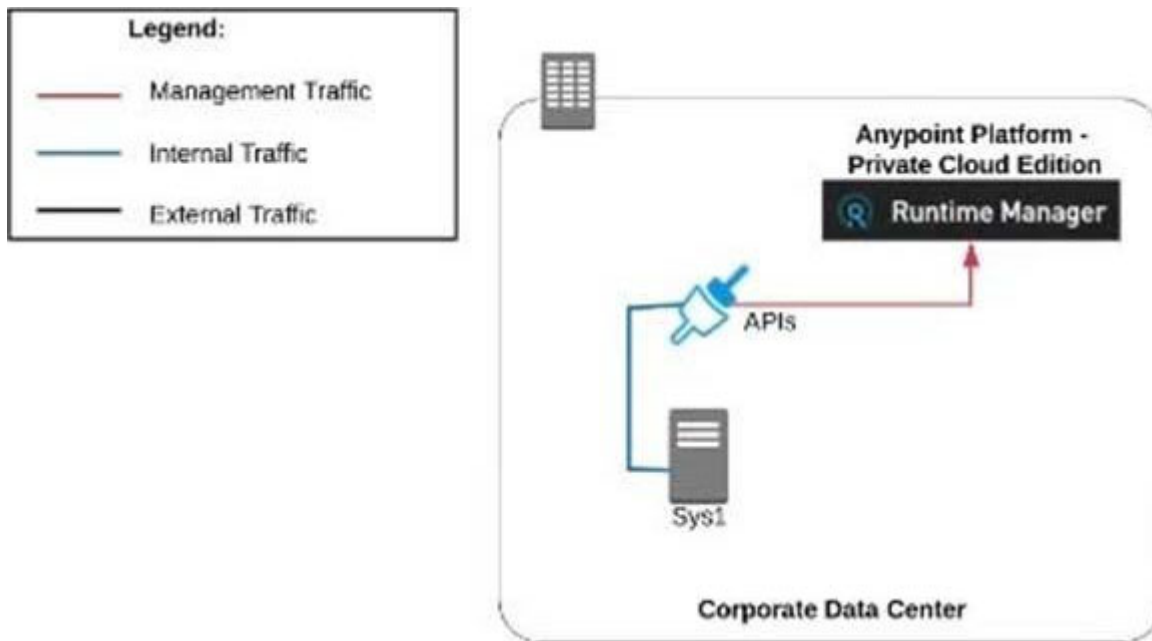 Legend:
Management Traffic
Internal Traffic
External Traffic
Anypoint Platform -
Private Cloud Edition
Runtime Manager
APIs
Sys1
Corporate Data Center